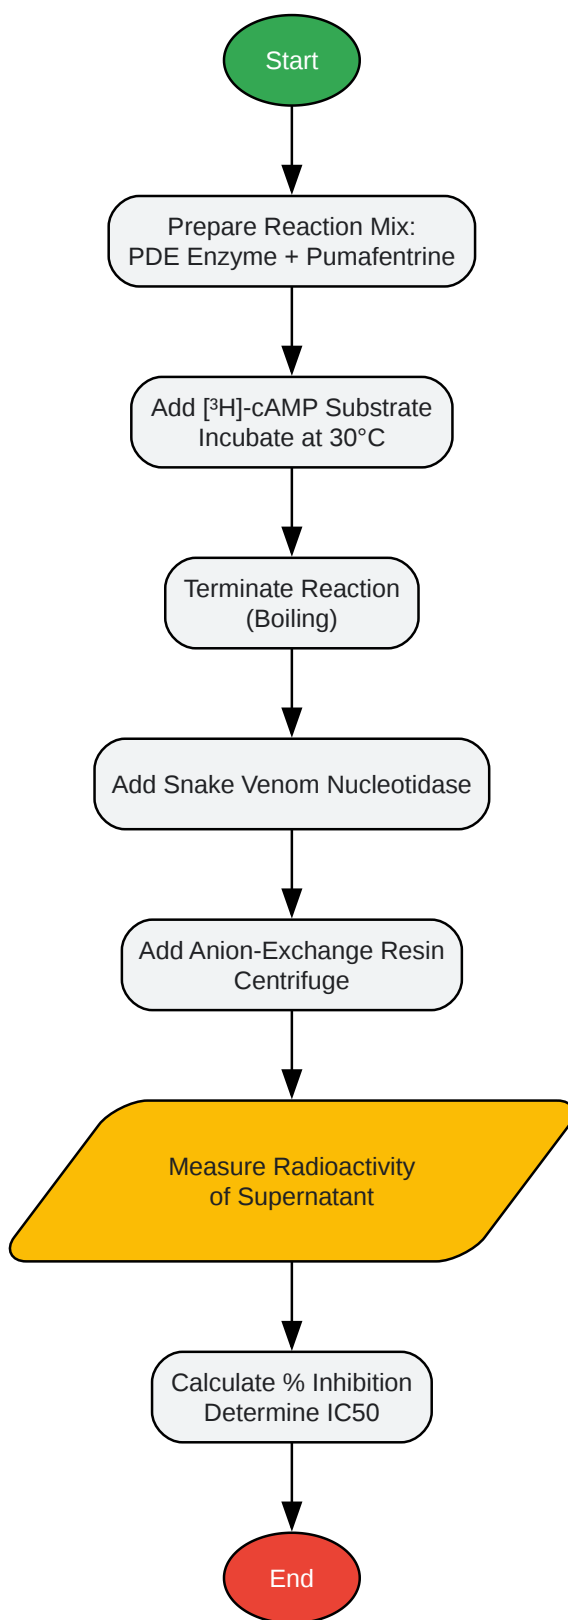 Start
Prepare Reaction Mix:
PDE Enzyme + Pumafentrine
Add [³H]-cAMP Substrate
Incubate at 30°C
Terminate Reaction
(Boiling)
Add Snake Venom Nucleotidase
Add Anion-Exchange Resin
Centrifuge
Measure Radioactivity
of Supernatant
Calculate % Inhibition
Determine IC50
End